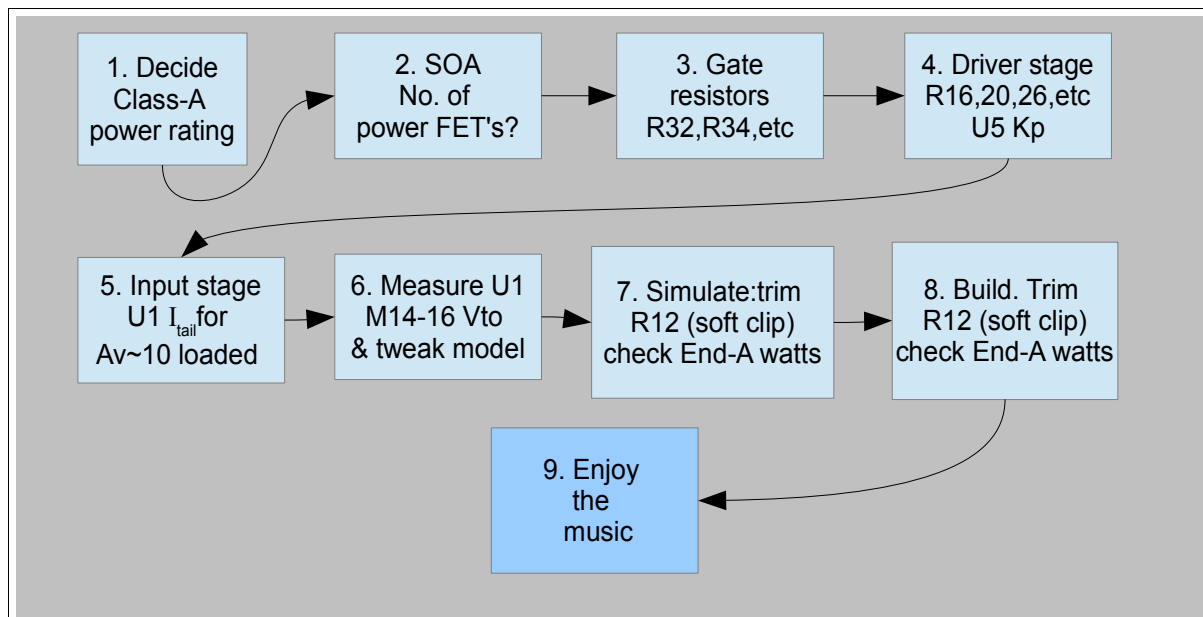 1. Decide
Class-A
power rating
2. SOA
No. of
power FET's?
3. Gate
resistors
R32,R34,etc
4. Driver stage
R16,20,26,etc
U5 Kp
5. Input stage
U1 Itail for
Av~10 loaded
6. Measure U1
M14-16 Vto
& tweak model
7. Simulate:trim
R12 (soft clip)
check End-A watts
8. Build. Trim
R12 (soft clip)
check End-A watts
9. Enjoy
the
music